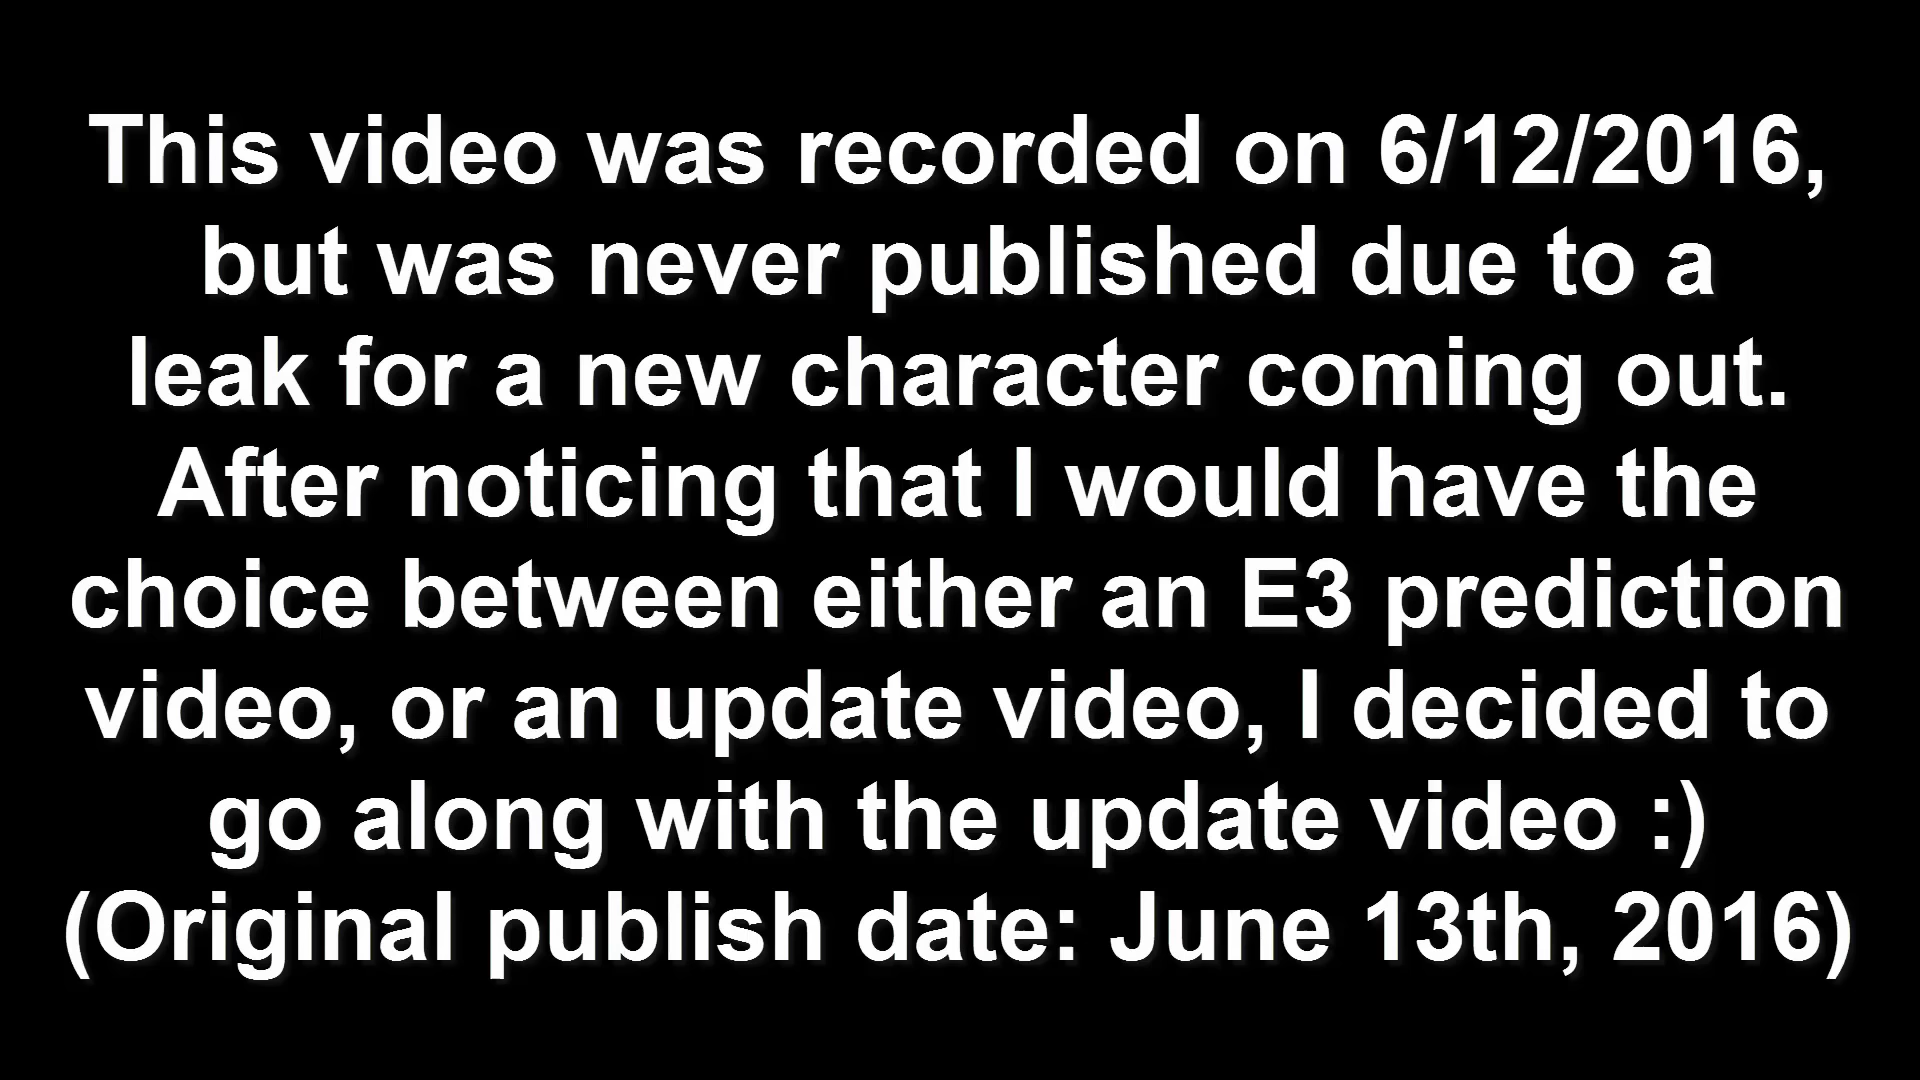 This video was recorded on 6/12/2016,
but was never published due to a
leak for a new character coming out.
After noticing that I would have the
choice between either an E3 prediction
video, or an update video, I decided to
go along with the update video :)
(Original publish date: June 13th, 2016)